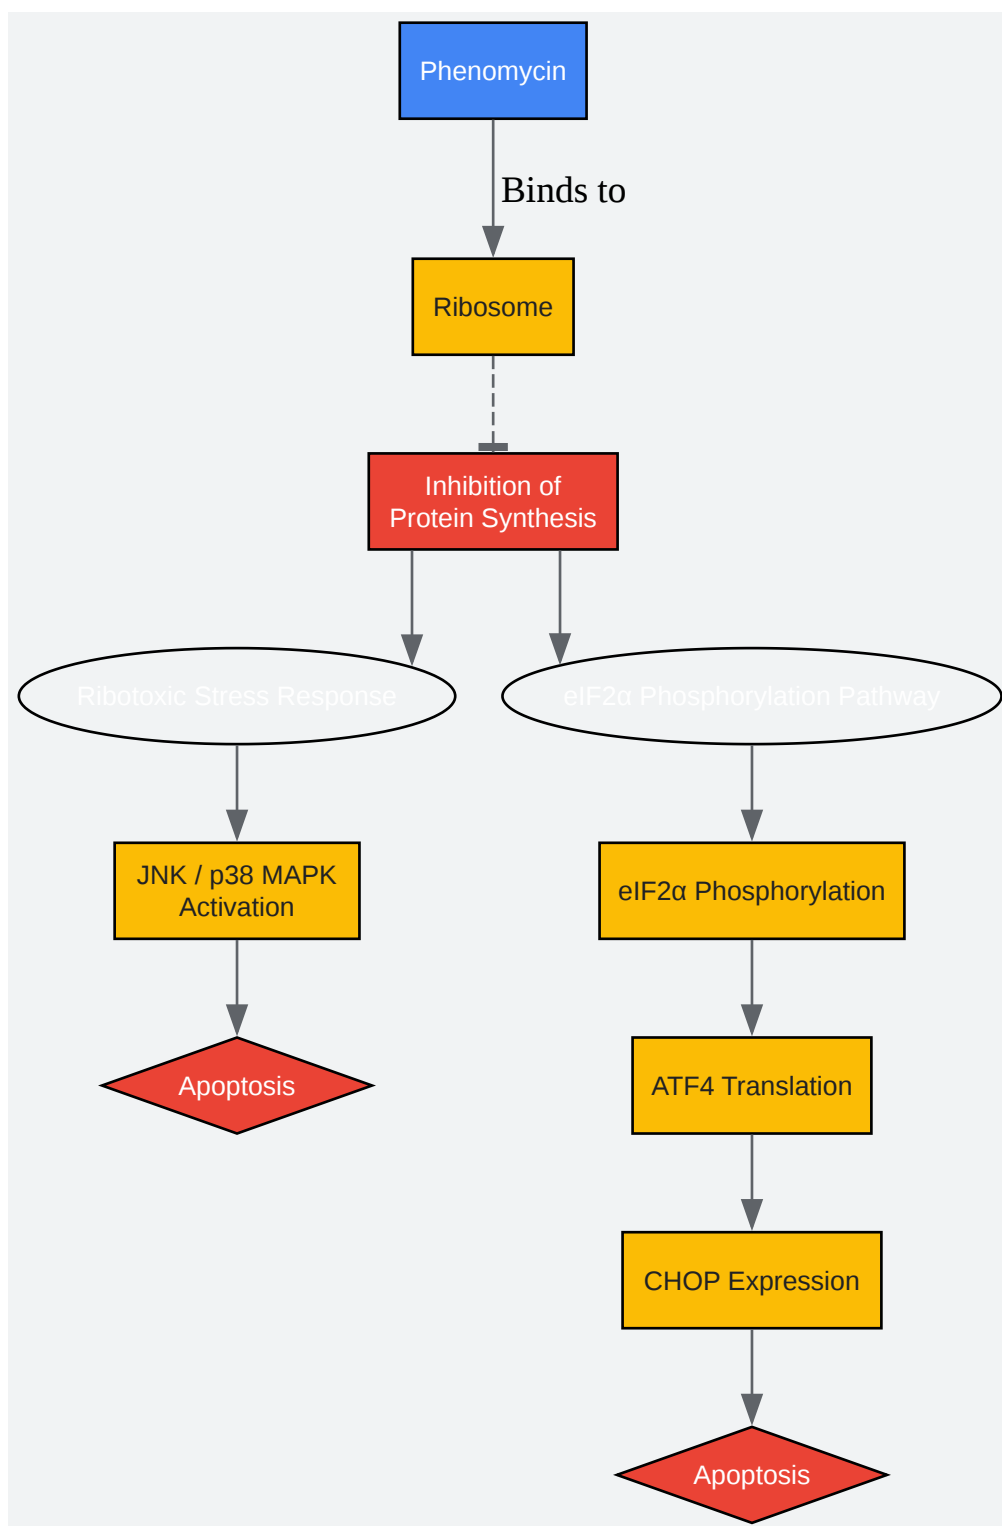 Phenomycin
Binds to
Ribosome
Inhibition of
Protein Synthesis
Ribotoxic Stress Response
eIF2α Phosphorylation Pathway
JNK / p38 MAPK
Activation
eIF2α Phosphorylation
Apoptosis
ATF4 Translation
CHOP Expression
Apoptosis